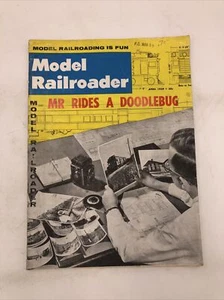 MODEL RAILROADING IS FUN
Model
Railroader
MR RIDES A DOODLEBUG
MODEL RAILROADER